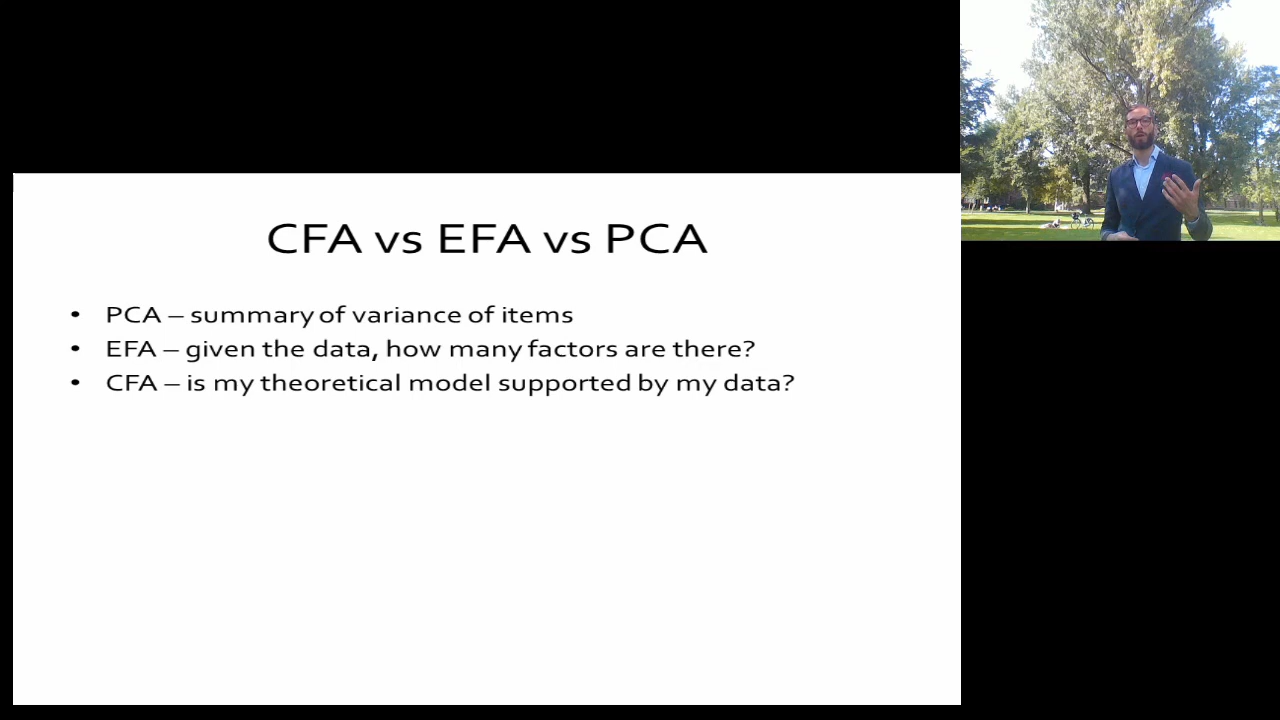 CFA vs EFA vs PCA
• PCA – summary of variance of items
• EFA – given the data, how many factors are there?
• CFA – is my theoretical model supported by my data?